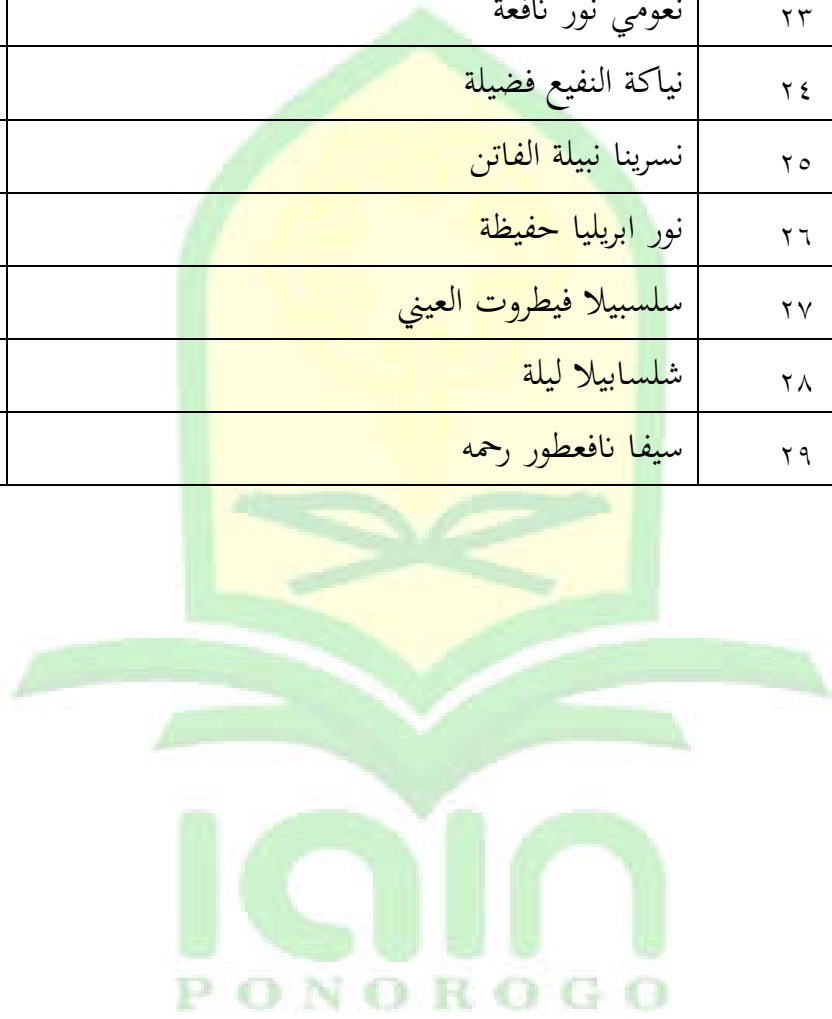 ٢٣ نعومي نور نافعة
٢٤ نياكة النفيع فضيلة
٢٥ نسرينا نبيلة الفاتن
٢٦ نور ابريليا حفيظة
٢٧ سلسبيلا فيطروت العيني
٢٨ شلسابيلا ليلة
٢٩ سيفا نافعطور رحمه
iain
PONOROGO